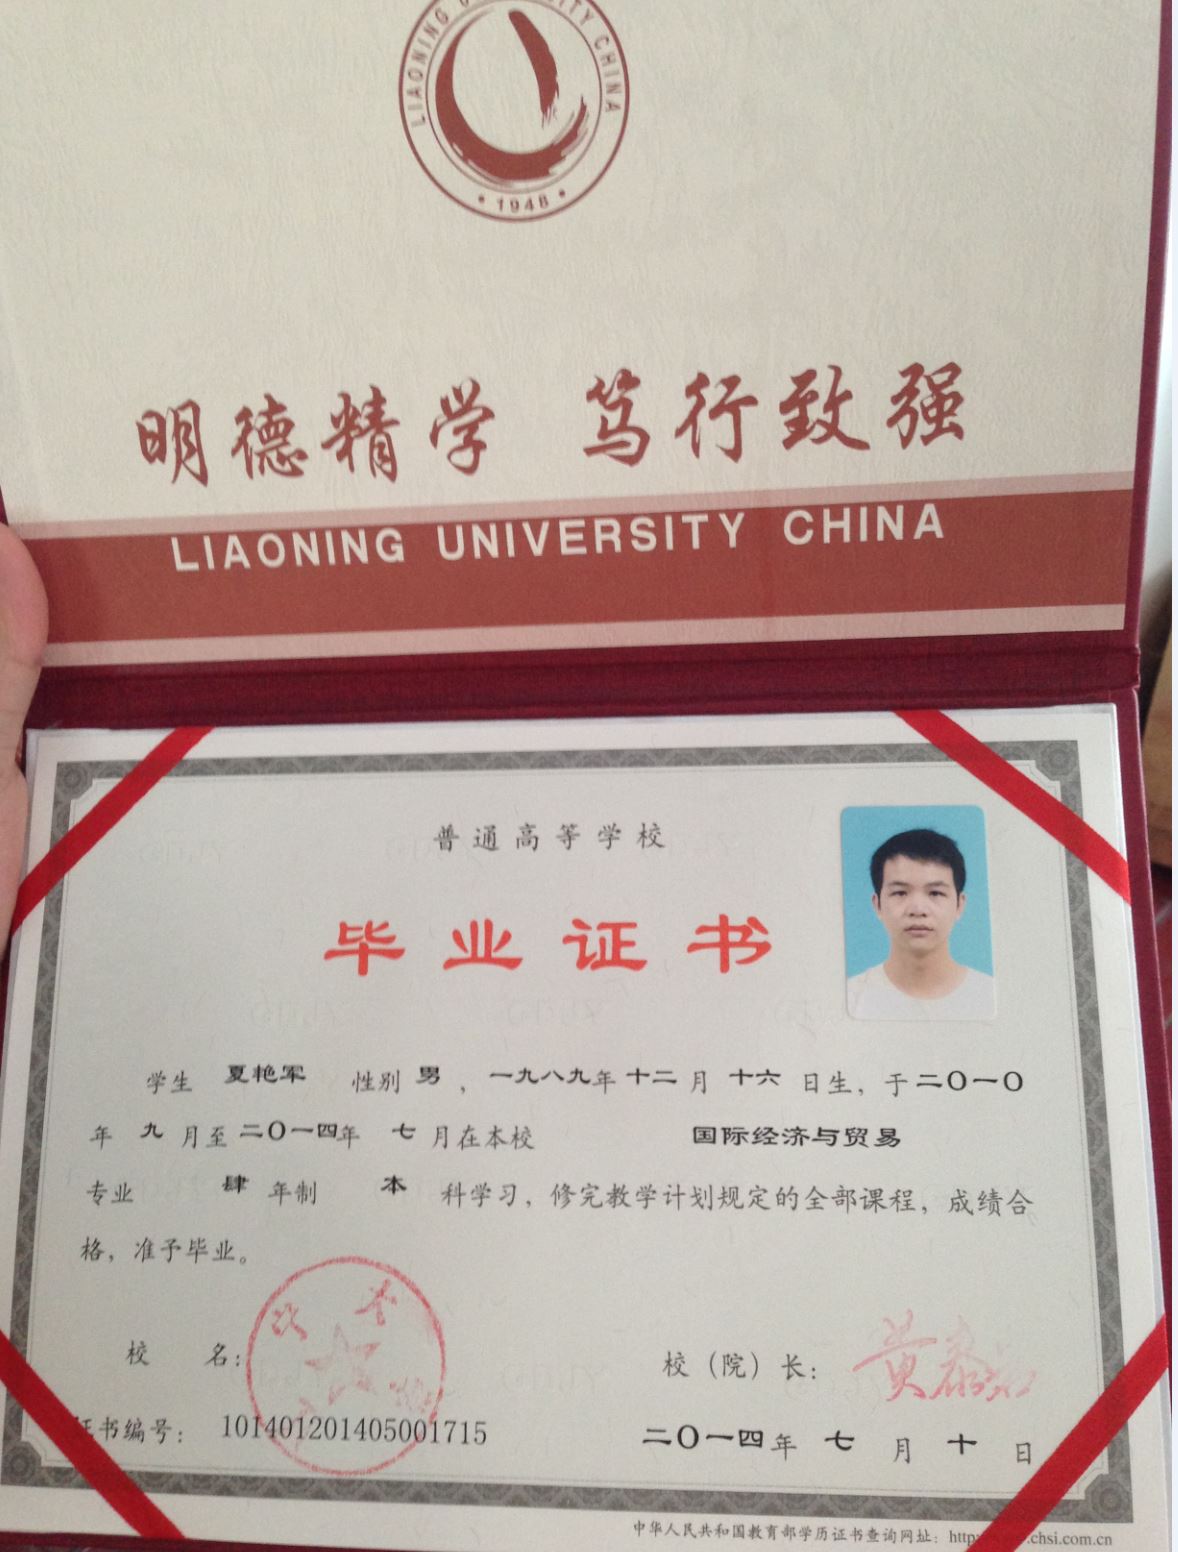 LIAONING UNIVERSITY CHINA
· 1948 ·
明德精学 笃行致强
LIAONING UNIVERSITY CHINA
普通高等学校
毕业证书
学生 夏艳军 性别 男 ，一九八九年 十二 月 十六 日生，于 二〇一〇
年 九 月至 二〇一四年 七 月在本校 国际经济与贸易
专业 肆 年制 本 科学习，修完教学计划规定的全部课程，成绩合
格，准予毕业。
校 名：
校（院）长： 黄泰岩
证书编号： 101401201405001715
二〇一四年 七 月 十 日
中华人民共和国教育部学历证书查询网址： http .chsi.com.cn